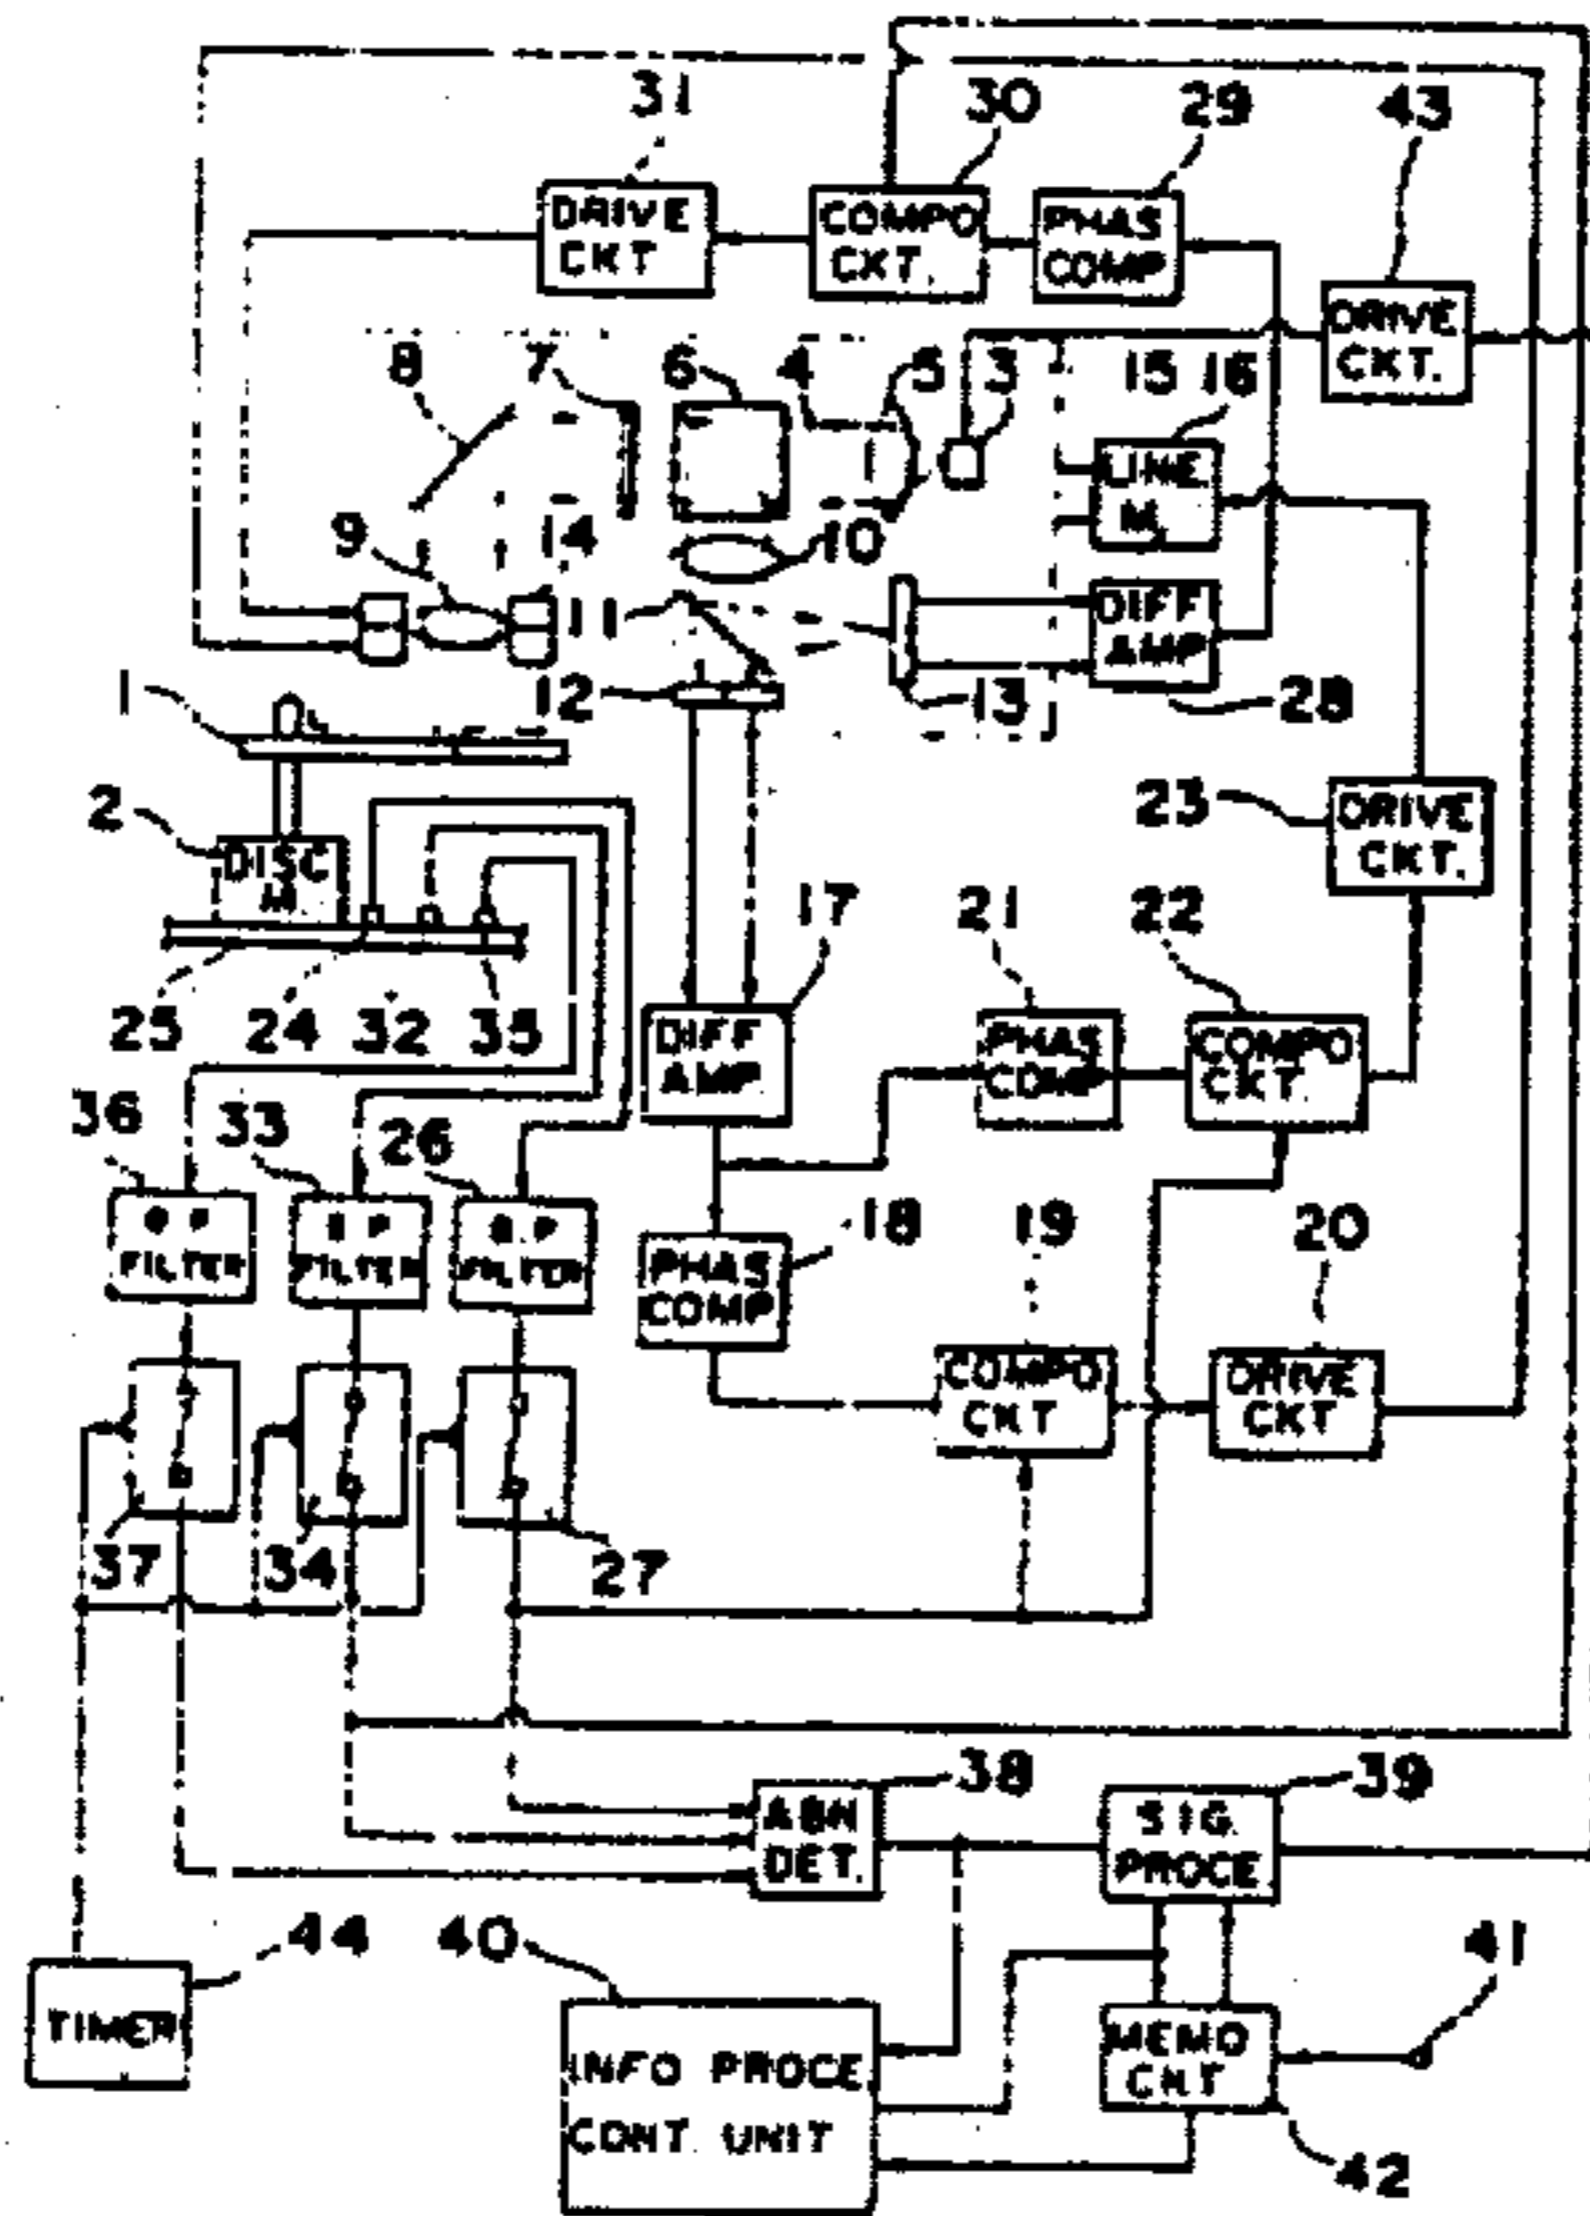 31
30
29
43
DRIVE
CKT
COMPO
CKT.
PHAS
COMP
DRIVE
CKT.
8
7
6
4
5
3
15
16
LINE
M.
9
14
10
11
DIFF
AMP
12
13
28
1
2
DISC
M.
23
DRIVE
CKT.
17
21
22
25
24
32
35
DIFF
AMP
PHAS
COMP
COMPO
CKT.
36
33
26
B P
FILTER
B P
FILTER
B.P
FILTER
18
19
20
PHAS
COMP
COMPO
CKT
DRIVE
CKT
37
34
27
38
39
ABN
DET.
SIG.
PROCE
44
40
41
TIMER
INFO PROCE
CONT. UNIT
MEMO
CKT
42